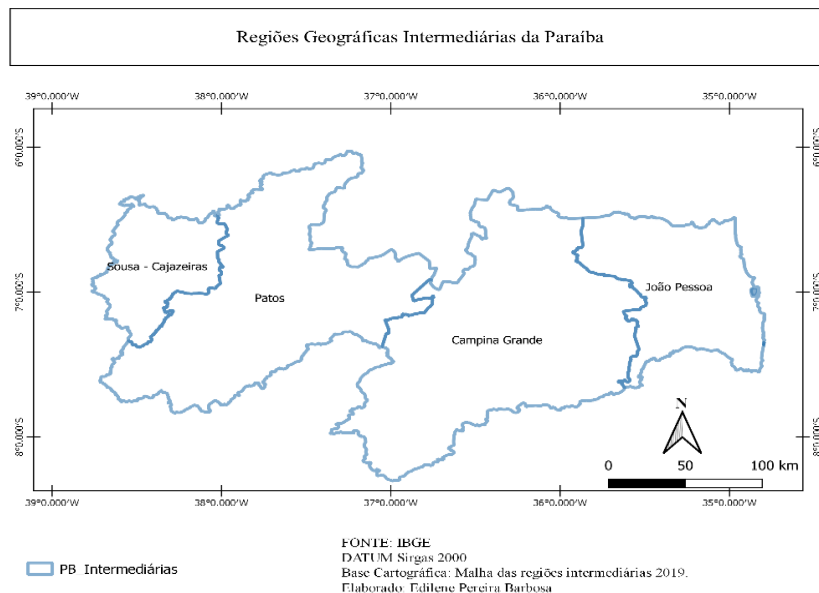 Regiões Geográficas Intermediárias da Paraíba
39°0.000'W 38°0.000'W 37°0.000'W 36°0.000'W 35°0.000'W
6°0.000'S 6°0.000'S
Sousa - Cajazeiras
7°0.000'S João Pessoa 7°0.000'S
Patos
Campina Grande
N
8°0.000'S 8°0.000'S
0 50 100 km
39°0.000'W 38°0.000'W 37°0.000'W 36°0.000'W 35°0.000'W
PB Intermediárias
FONTE: IBGE
DATUM Sirgas 2000
Base Cartográfica: Malha das regiões intermediárias 2019.
Elaborado: Edilene Pereira Barbosa